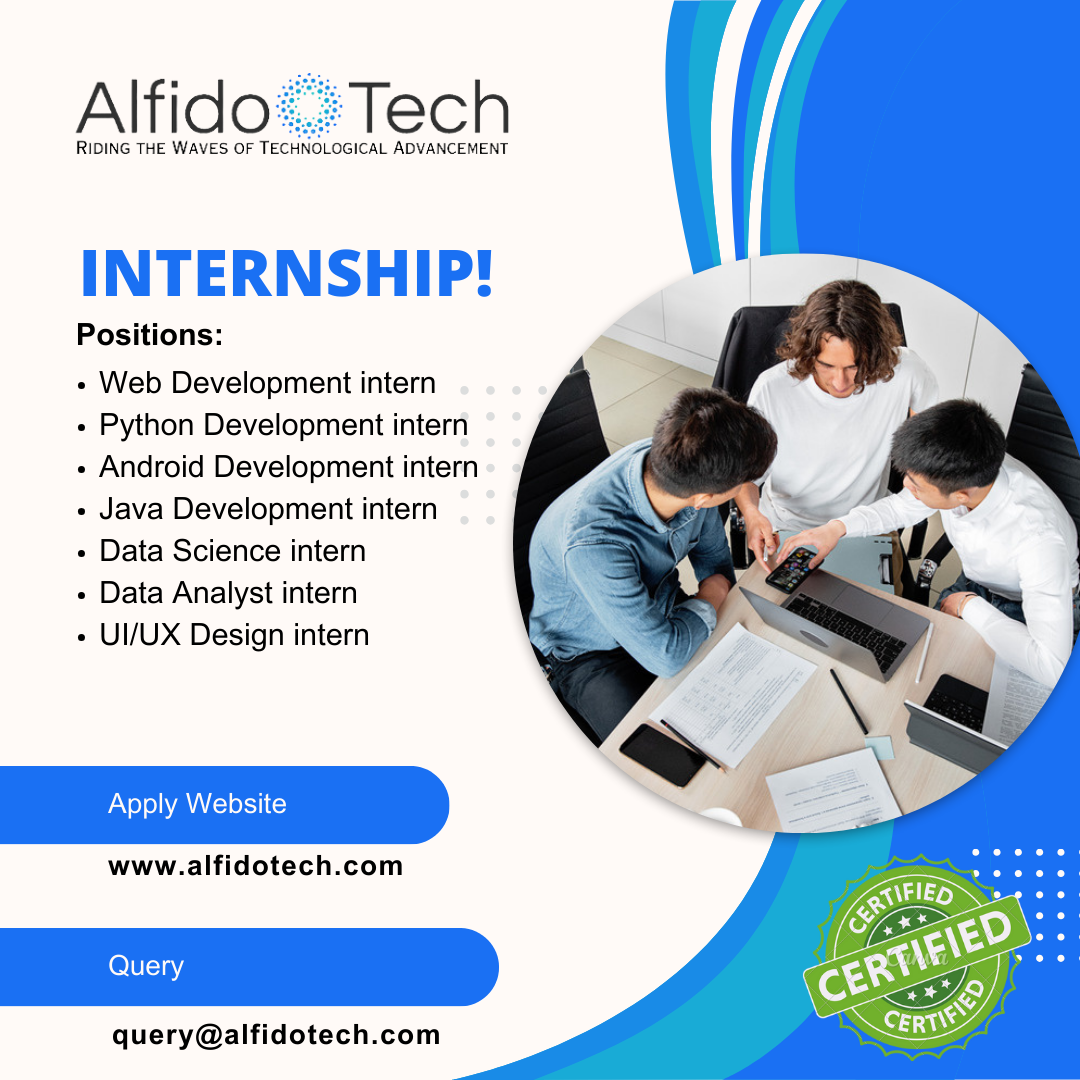 Alfido Tech
RIDING THE WAVES OF TECHNOLOGICAL ADVANCEMENT
INTERNSHIP!
Positions:
• Web Development intern
• Python Development intern
• Android Development intern
• Java Development intern
• Data Science intern
• Data Analyst intern
• UI/UX Design intern
Apply Website
www.alfidotech.com
Query
query@alfidotech.com
CERTIFIED
CERTIFIED
Canva
CERTIFIED